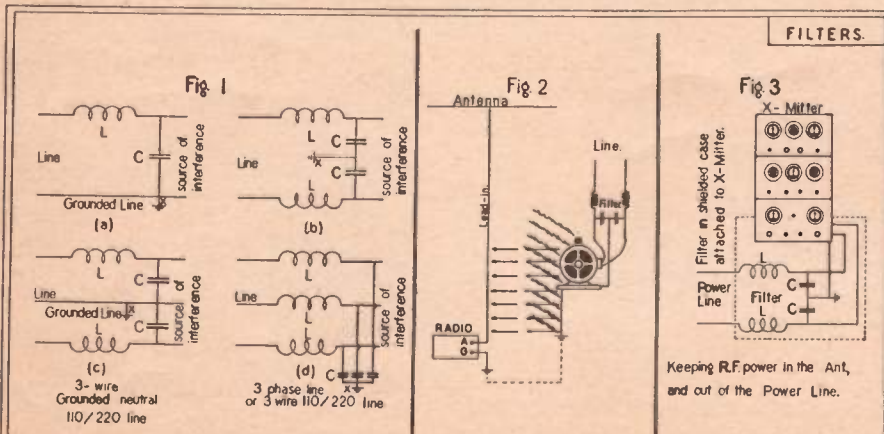 FILTERS.
Fig. 1
L
Line
C
source of
interference
Grounded Line
(a)
L
Line
C
x
C
L
source of
interference
(b)
L
C
Line
Grounded Line
x
C
L
source of
interference
(c)
3- wire
Grounded neutral
110/220 line
L
L
L
source of
interference
(d)
C
x
3 phase line
or 3 wire 110/220 line
Fig. 2
Antenna
Lead-in.
Line.
Filter
RADIO
A
G
Fig. 3
X- Mitter
Filter in shielded case
attached to X-Mitter.
L
Power
Line
Filter
L
C
C
Keeping R.F. power in the Ant,
and out of the Power Line.